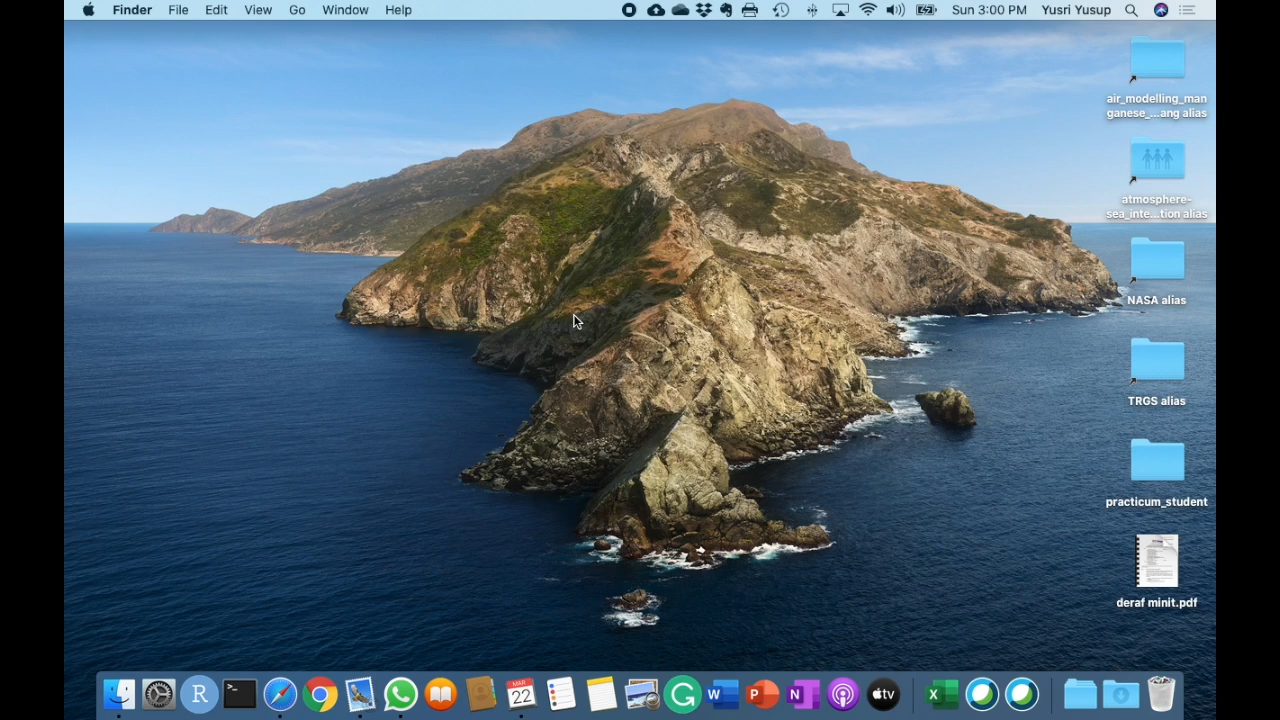 Finder File Edit View Go Window Help Sun 3:00 PM Yusri Yusup
air_modelling_man
ganese_...ang alias
atmosphere-
sea_inte...tion alias
NASA alias
TRGS alias
practicum_student
deraf minit.pdf
R
MAR
22
G
W
P
N
tv
X